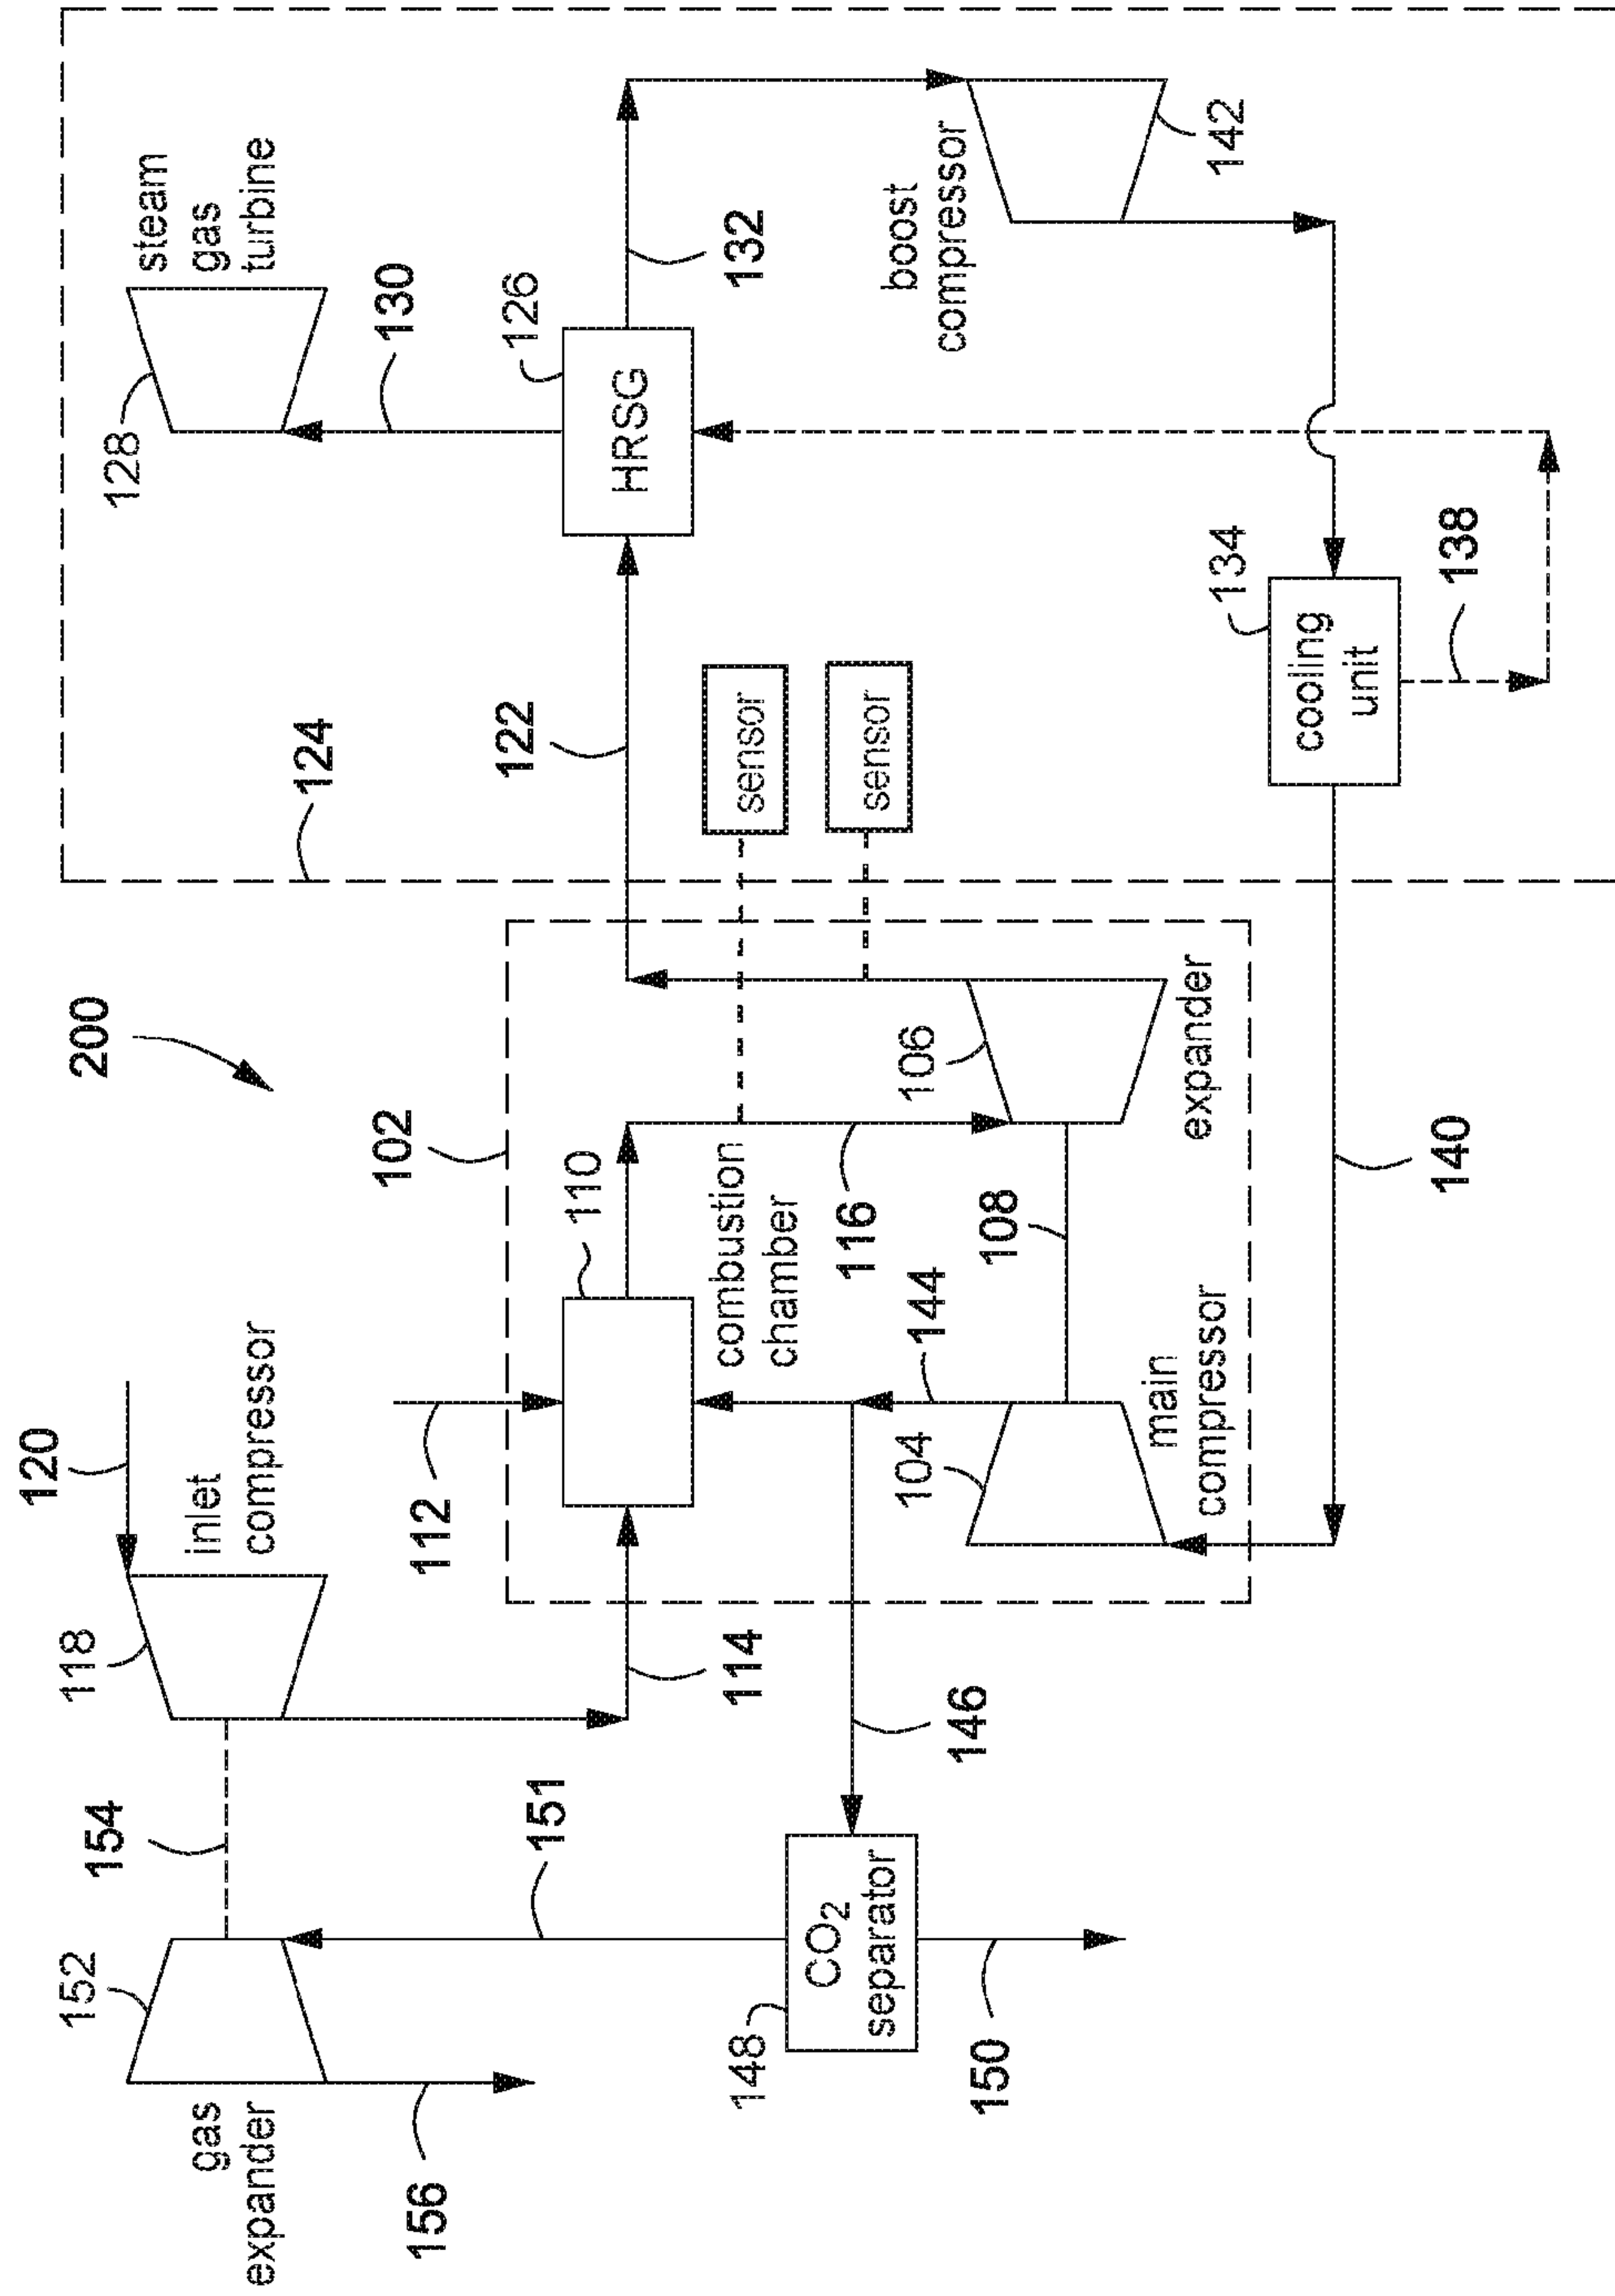 200
120
118
inlet
compressor
154
152
gas
expander
156
151
114
112
102
110
combustion
chamber
116
144
108
104
main
compressor
106
expander
146
148
CO2
separator
150
124
122
sensor
sensor
128
steam
gas
turbine
130
126
HRSG
132
boost
compressor
142
134
cooling
unit
138
140